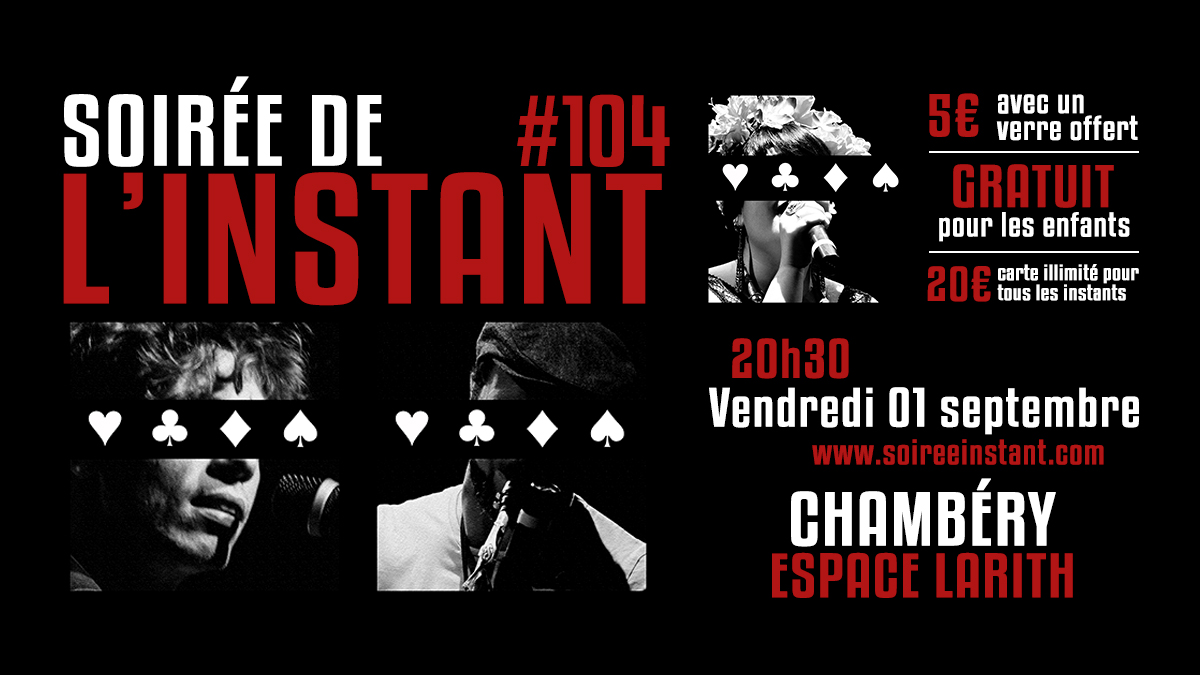 SOIRÉE DE #104
L'INSTANT
5€ avec un
verre offert
GRATUIT
pour les enfants
20€ carte illimité pour
tous les instants
20h30
Vendredi 01 septembre
www.soireeinstant.com
CHAMBÉRY
ESPACE LARITH